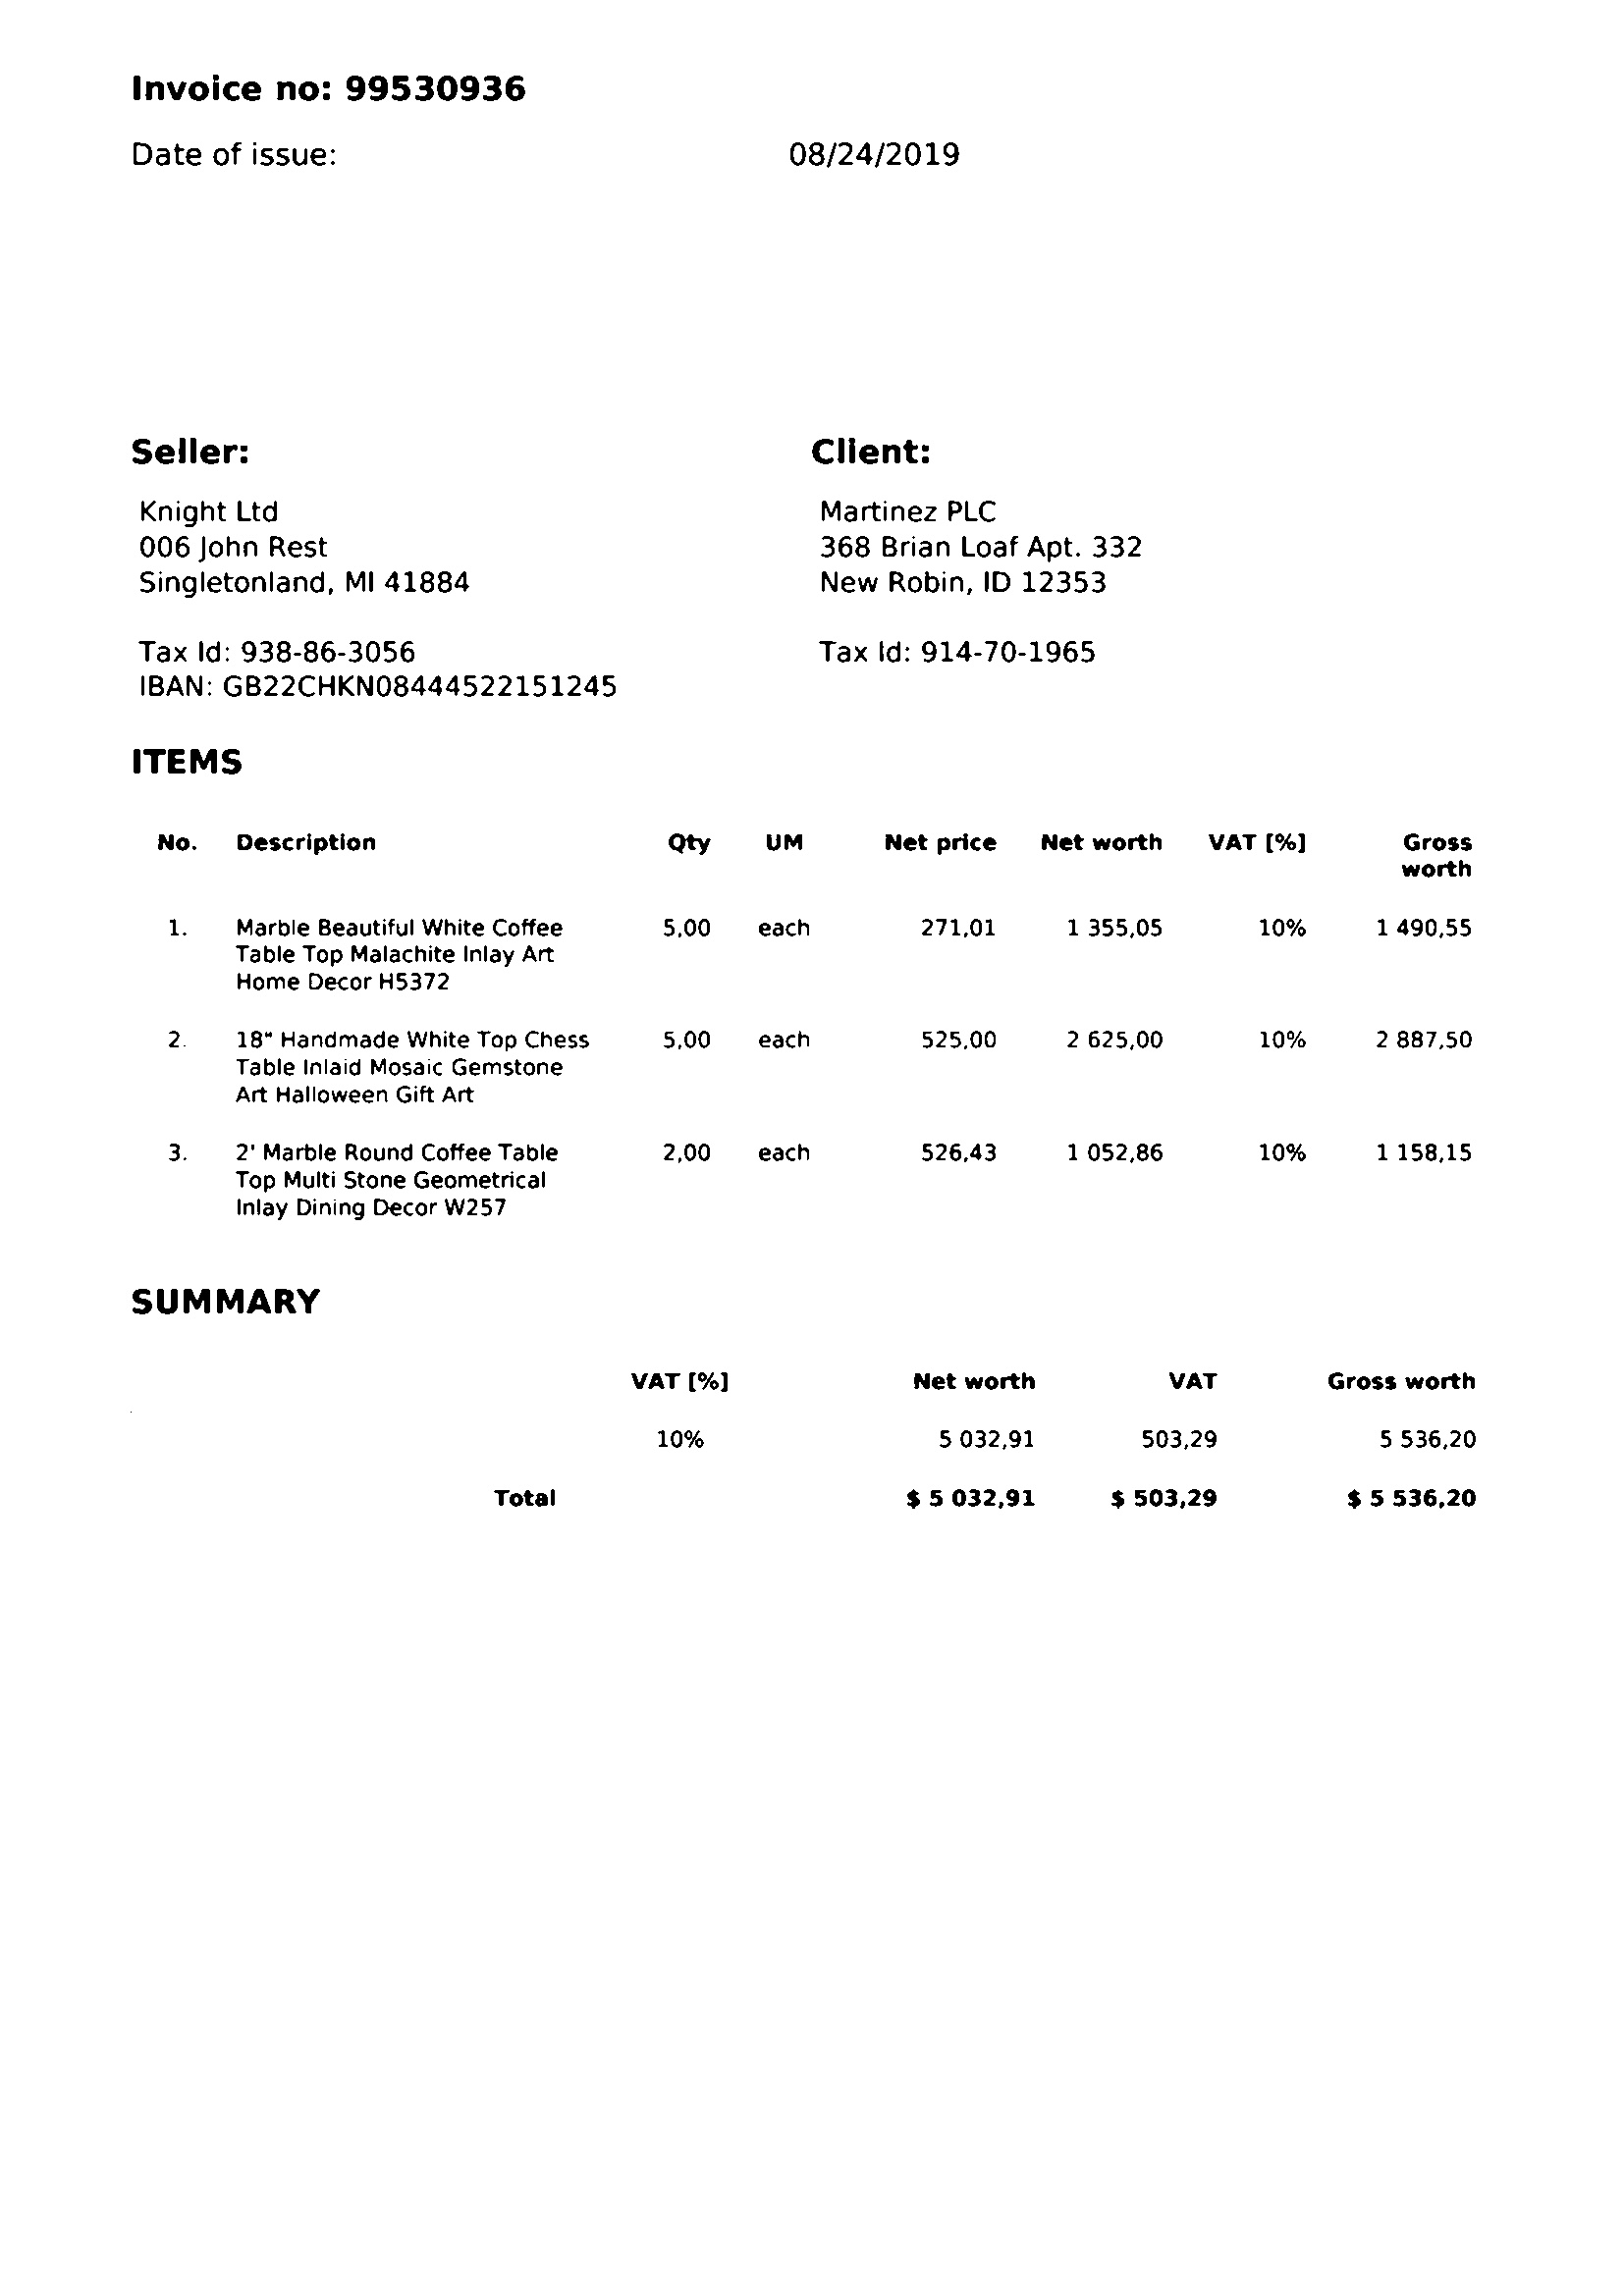 Invoice no: 99530936
Date of issue: 08/24/2019
Seller:
Knight Ltd
006 John Rest
Singletonland, MI 41884
Tax Id: 938-86-3056
IBAN: GB22CHKN08444522151245
Client:
Martinez PLC
368 Brian Loaf Apt. 332
New Robin, ID 12353
Tax Id: 914-70-1965
ITEMS
No. Description Qty UM Net price Net worth VAT [%] Gross
worth
1. Marble Beautiful White Coffee 5,00 each 271,01 1 355,05 10% 1 490,55
Table Top Malachite Inlay Art
Home Decor H5372
2. 18" Handmade White Top Chess 5,00 each 525,00 2 625,00 10% 2 887,50
Table Inlaid Mosaic Gemstone
Art Halloween Gift Art
3. 2' Marble Round Coffee Table 2,00 each 526,43 1 052,86 10% 1 158,15
Top Multi Stone Geometrical
Inlay Dining Decor W257
SUMMARY
VAT [%] Net worth VAT Gross worth
10% 5 032,91 503,29 5 536,20
Total $ 5 032,91 $ 503,29 $ 5 536,20